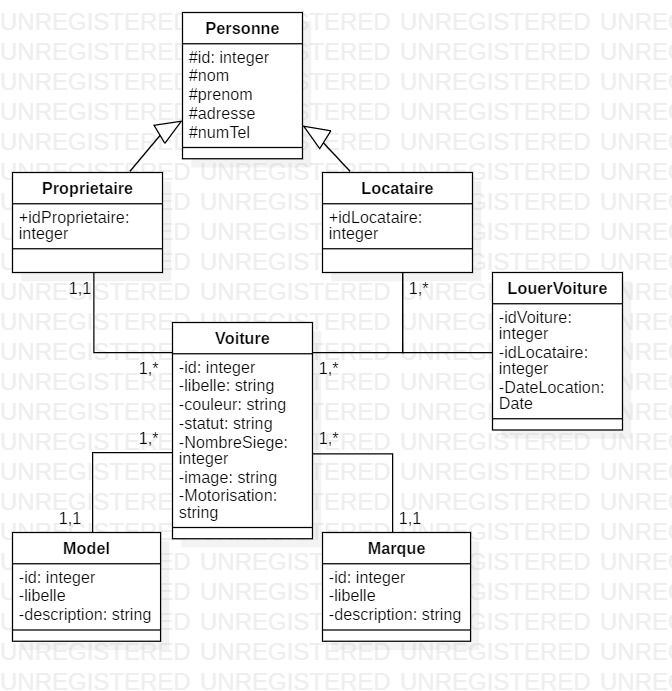 Personne
#id: integer
#nom
#prenom
#adresse
#numTel
Proprietaire
+idProprietaire:
integer
Locataire
+idLocataire:
integer
1,1
1,*
LouerVoiture
-idVoiture:
integer
-idLocataire:
integer
-DateLocation:
Date
Voiture
-id: integer
-libelle: string
-couleur: string
-statut: string
-NombreSiege:
integer
-image: string
-Motorisation:
string
1,*
1,*
1,*
1,*
1,1
1,1
Model
-id: integer
-libelle
-description: string
Marque
-id: integer
-libelle
-description: string
UNREGISTERED UNREGISTERED UNREGISTERED UNREGISTERED